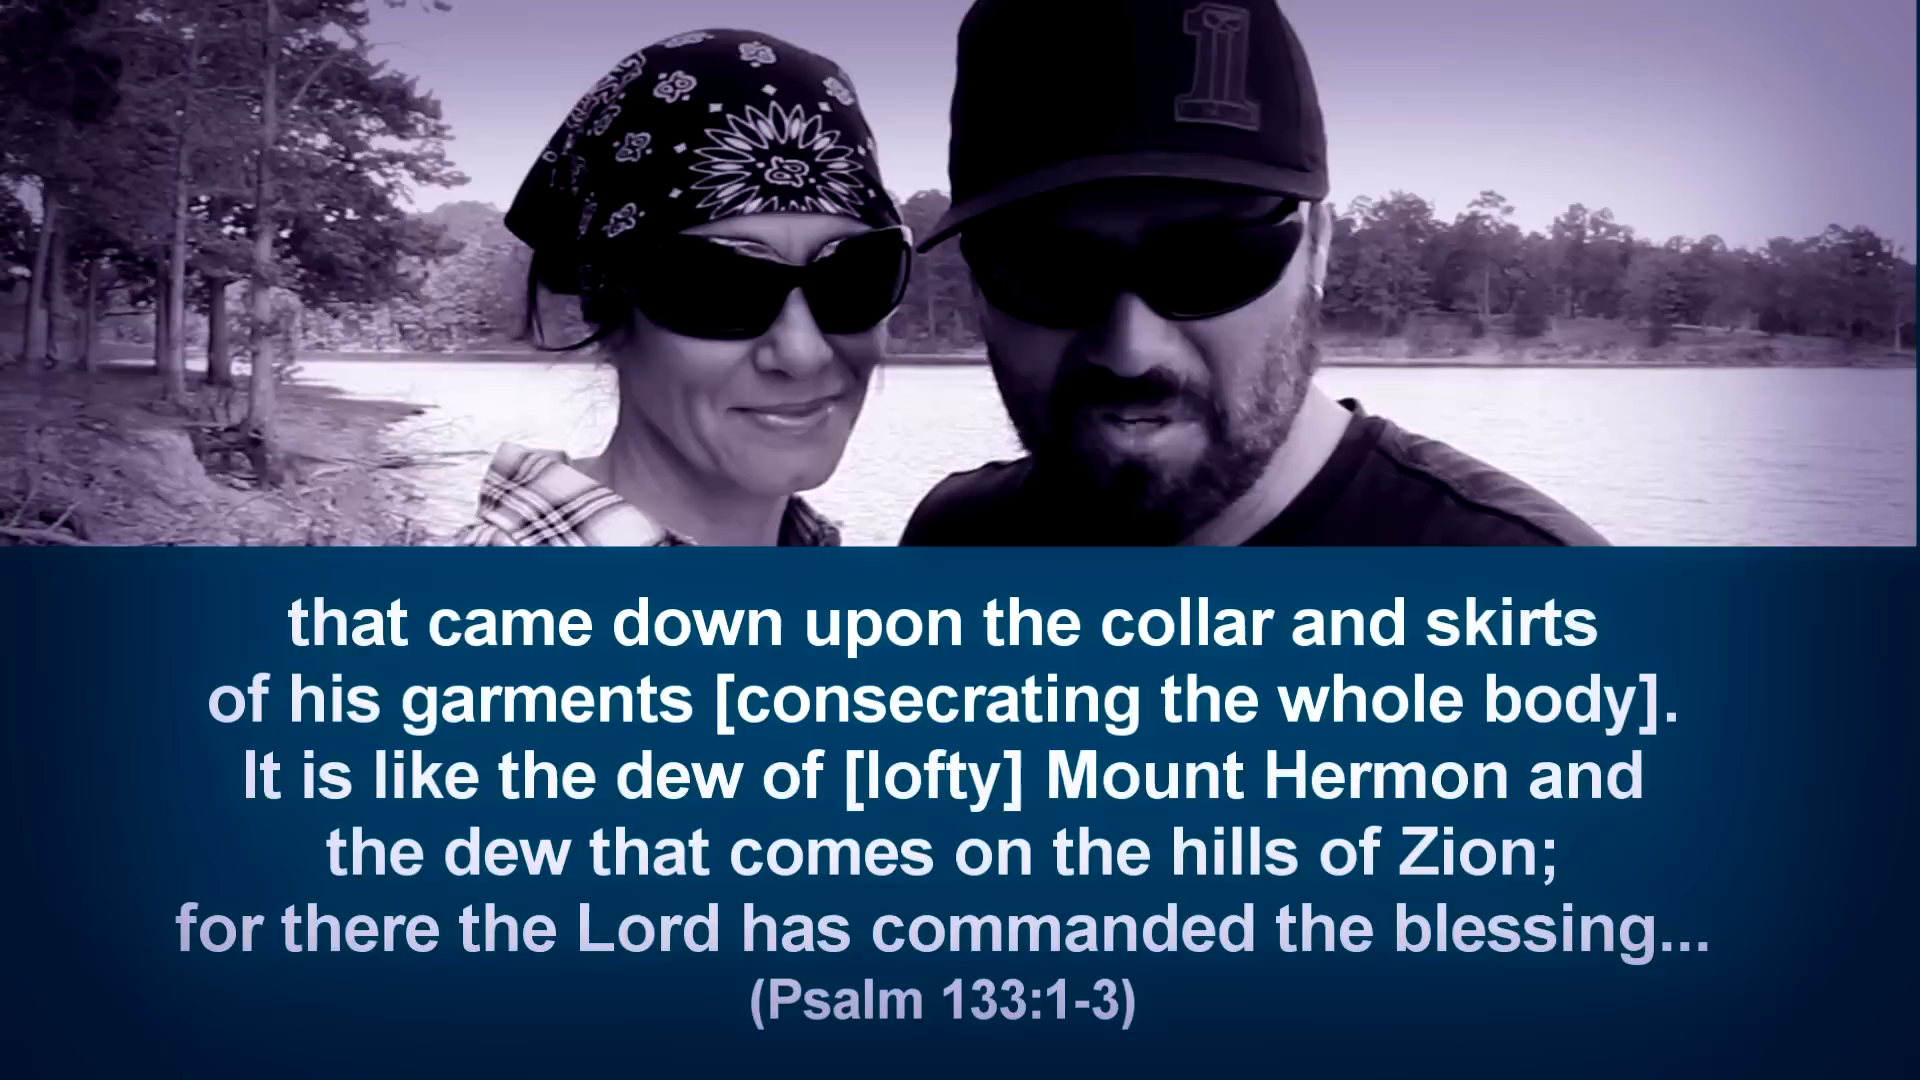 1
that came down upon the collar and skirts
of his garments [consecrating the whole body].
It is like the dew of [lofty] Mount Hermon and
the dew that comes on the hills of Zion;
for there the Lord has commanded the blessing...
(Psalm 133:1-3)